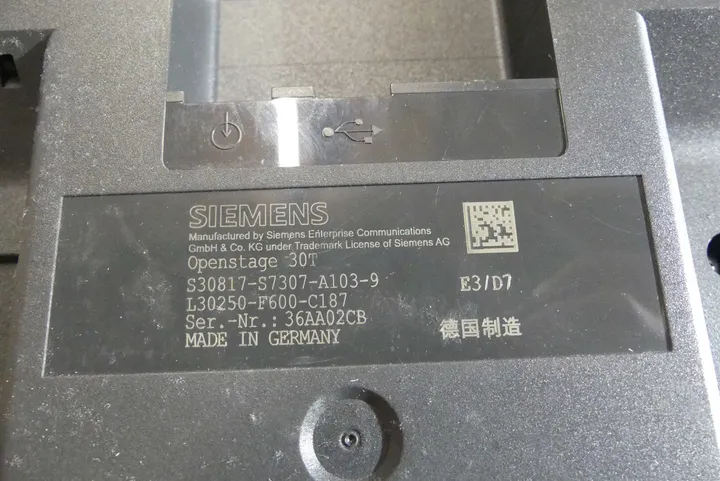 SIEMENS
Manufactured by Siemens Enterprise Communications
GmbH & Co. KG under Trademark License of Siemens AG
Openstage 30T
S30817-S7307-A103-9
L30250-F600-C187
Ser.-Nr.: 36AA02CB
MADE IN GERMANY
E3/D7
德国制造